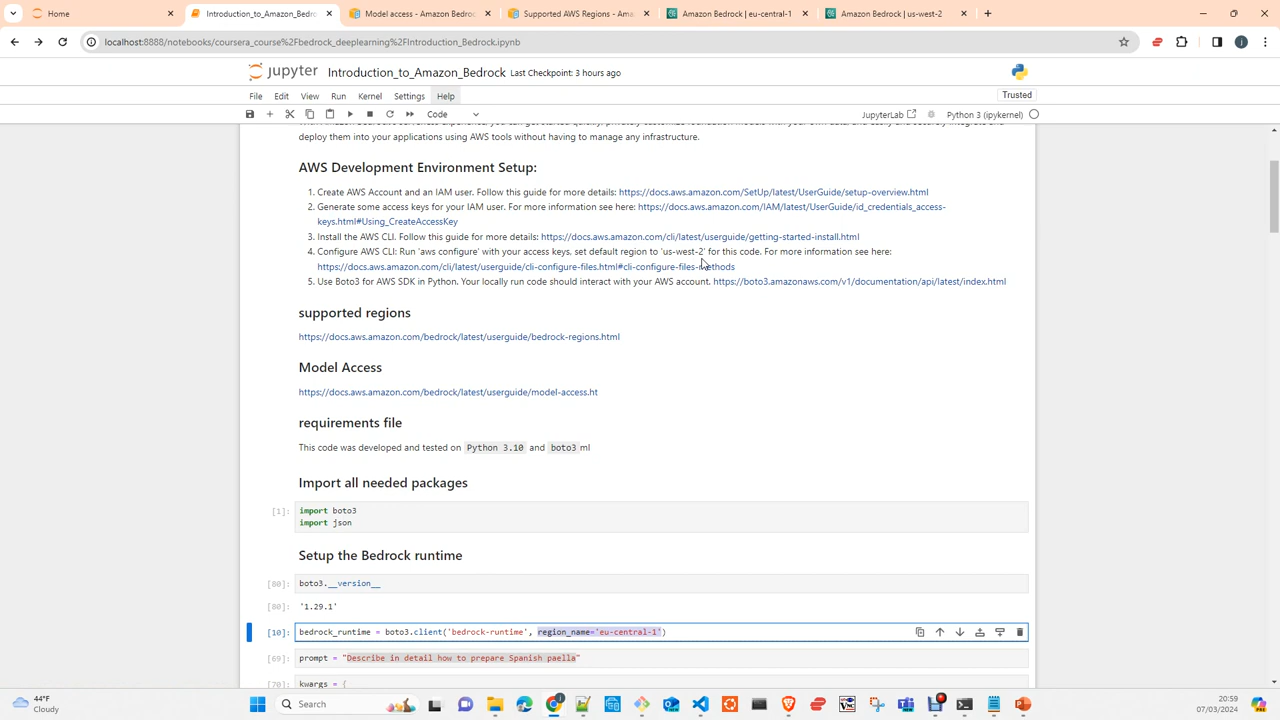 Home
Introduction_to_Amazon_Bedro
Model access - Amazon Bedroc
Supported AWS Regions - Ama
Amazon Bedrock | eu-central-1
Amazon Bedrock | us-west-2
localhost:8888/notebooks/coursera_course%2Fbedrock_deeplearning%2FIntroduction_Bedrock.ipynb
jupyter Introduction_to_Amazon_Bedrock Last Checkpoint: 3 hours ago
File Edit View Run Kernel Settings Help
Trusted
Code
JupyterLab
Python 3 (ipykernel)
deploy them into your applications using AWS tools without having to manage any infrastructure.
AWS Development Environment Setup:
1. Create AWS Account and an IAM user. Follow this guide for more details: https://docs.aws.amazon.com/SetUp/latest/UserGuide/setup-overview.html
2. Generate some access keys for your IAM user. For more information see here: https://docs.aws.amazon.com/IAM/latest/UserGuide/id_credentials_access-
keys.html#Using_CreateAccessKey
3. Install the AWS CLI. Follow this guide for more details: https://docs.aws.amazon.com/cli/latest/userguide/getting-started-install.html
4. Configure AWS CLI: Run 'aws configure' with your access keys, set default region to 'us-west-2' for this code. For more information see here:
https://docs.aws.amazon.com/cli/latest/userguide/cli-configure-files.html#cli-configure-files-methods
5. Use Boto3 for AWS SDK in Python. Your locally run code should interact with your AWS account. https://boto3.amazonaws.com/v1/documentation/api/latest/index.html
supported regions
https://docs.aws.amazon.com/bedrock/latest/userguide/bedrock-regions.html
Model Access
https://docs.aws.amazon.com/bedrock/latest/userguide/model-access.ht
requirements file
This code was developed and tested on Python 3.10 and boto3 ml
Import all needed packages
[1]: import boto3
import json
Setup the Bedrock runtime
[80]: boto3.__version__
[80]: '1.29.1'
[10]: bedrock_runtime = boto3.client('bedrock-runtime', region_name='eu-central-1')
[69]: prompt = "Describe in detail how to prepare Spanish paella"
[70]: kwargs = {
44°F
Cloudy
Search
20:59
07/03/2024